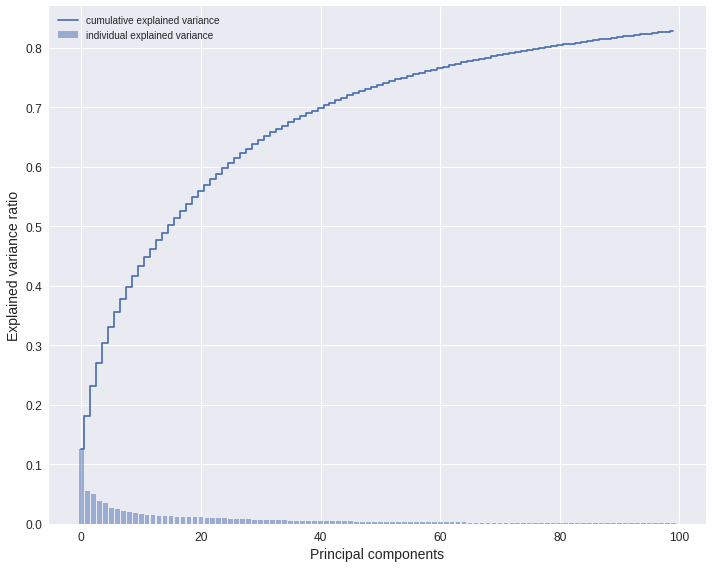 cumulative explained variance
individual explained variance
Explained variance ratio
0.8
0.7
0.6
0.5
0.4
0.3
0.2
0.1
0.0
0 20 40 60 80 100
Principal components